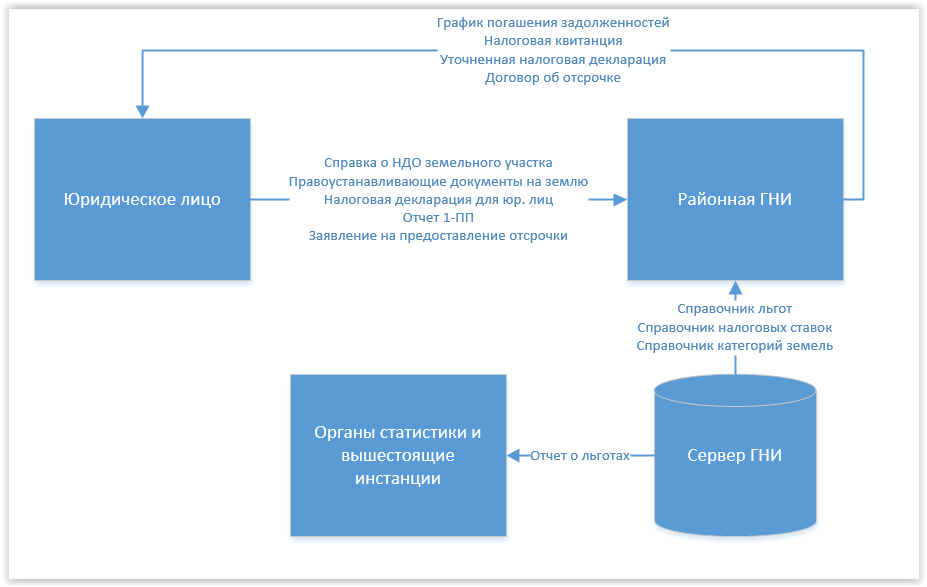 График погашения задолженностей
Налоговая квитанция
Уточненная налоговая декларация
Договор об отсрочке
Юридическое лицо
Справка о НДО земельного участка
Правоустанавливающие документы на землю
Налоговая декларация для юр. лиц
Отчет 1-ПП
Заявление на предоставление отсрочки
Районная ГНИ
Справочник льгот
Справочник налоговых ставок
Справочник категорий земель
Органы статистики и
вышестоящие
инстанции
Отчет о льготах
Сервер ГНИ